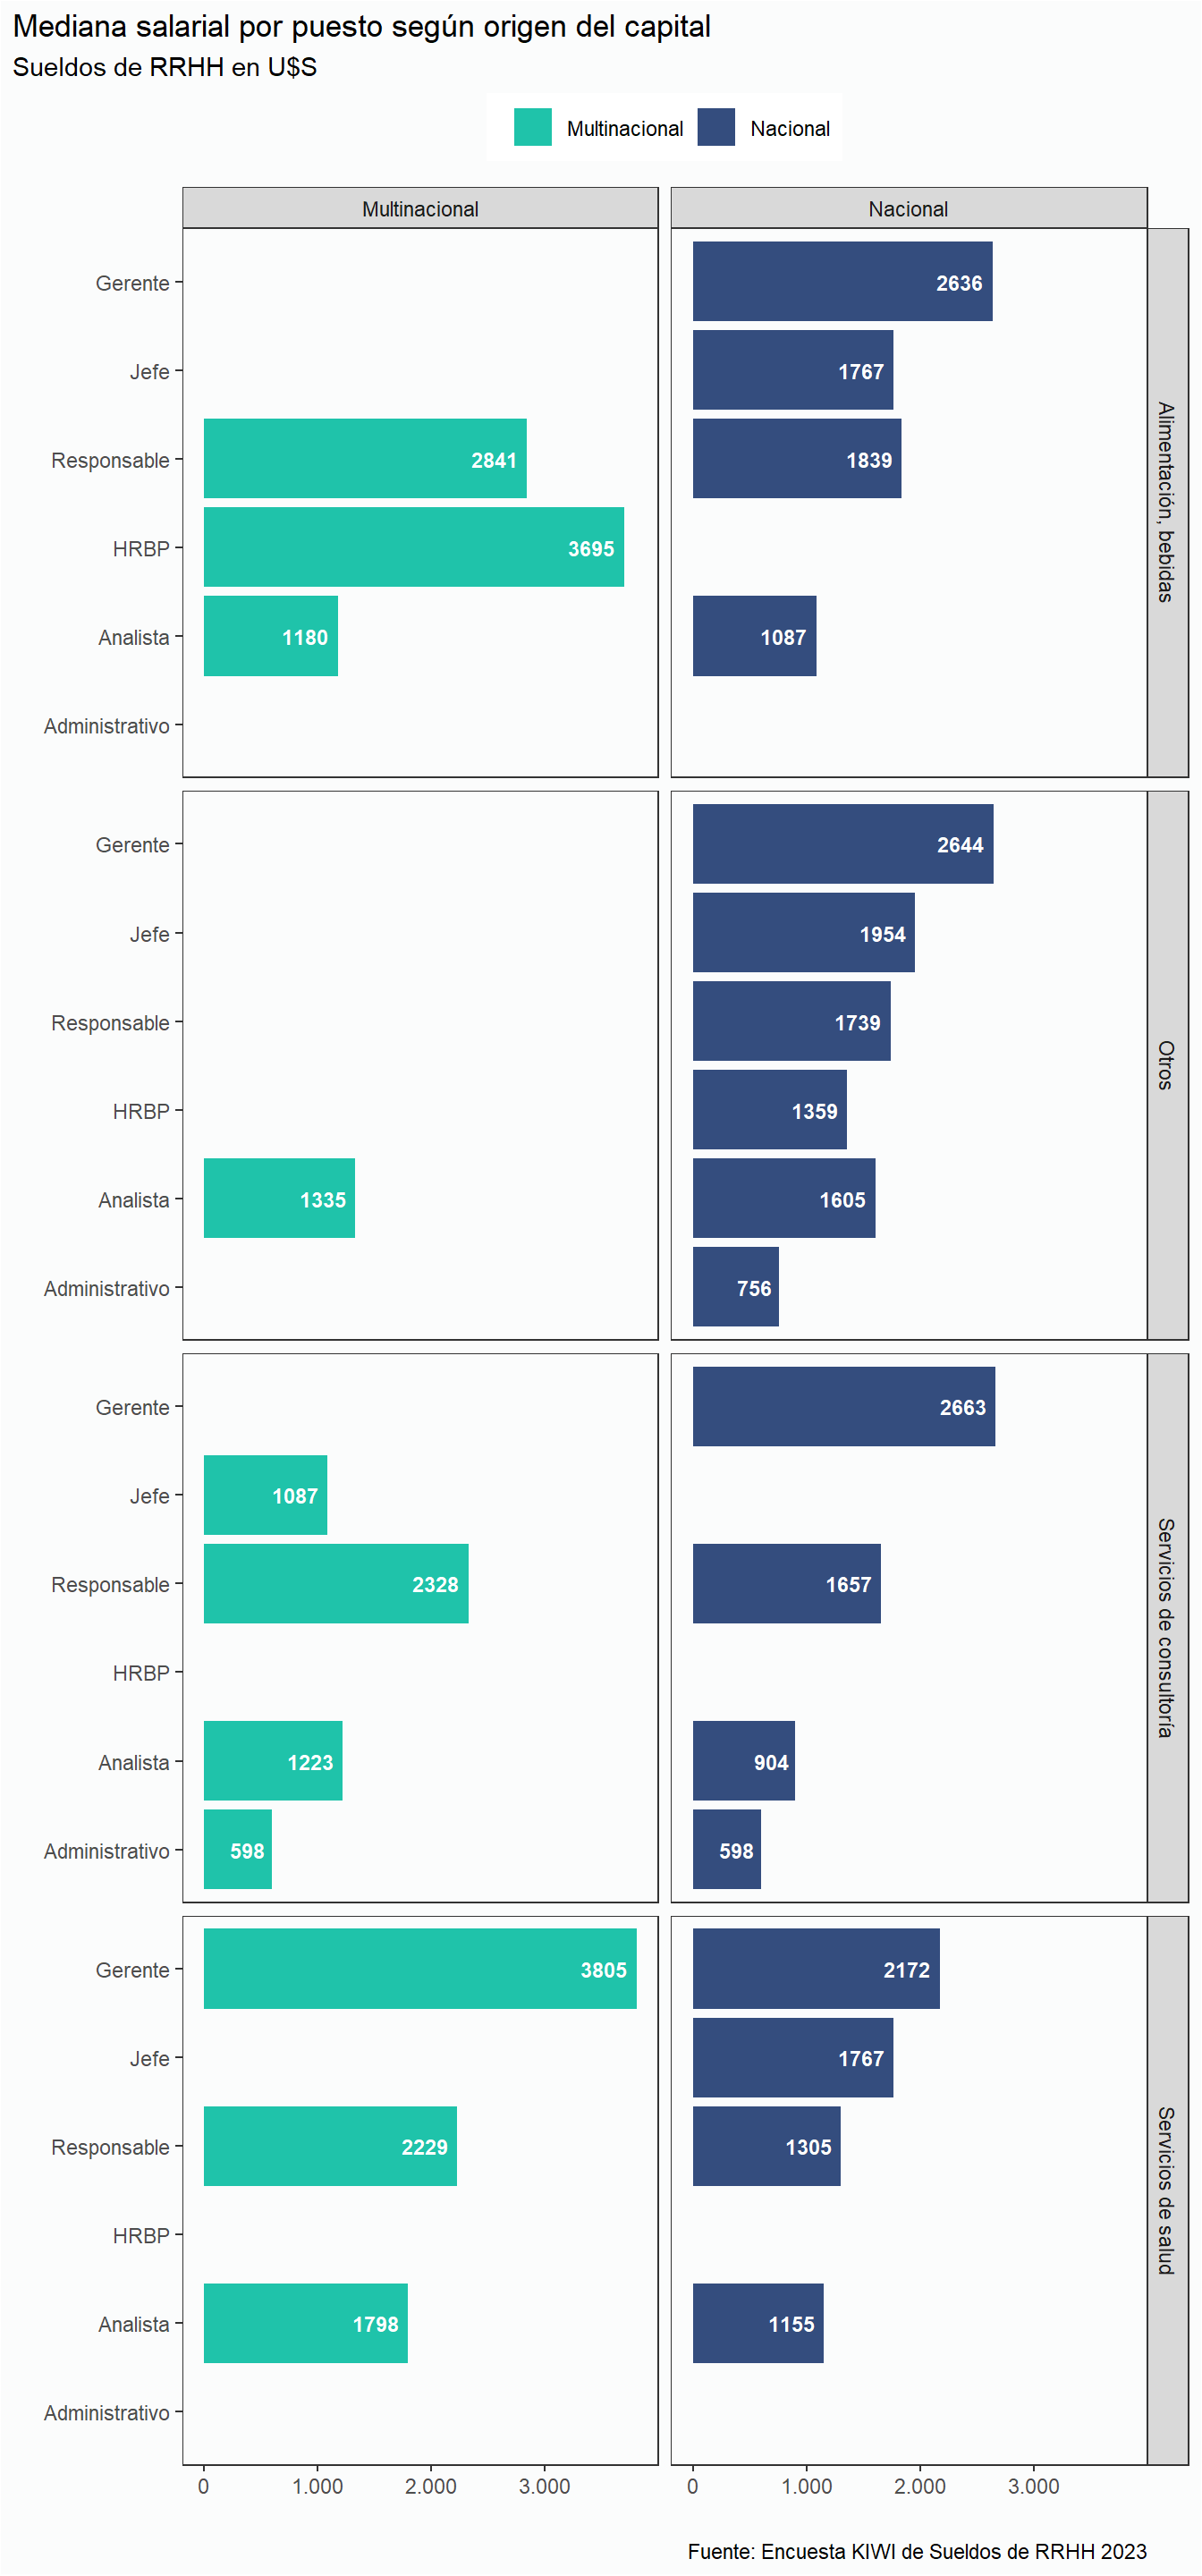 Mediana salarial por puesto según origen del capital
Sueldos de RRHH en U$S
Multinacional Nacional
Multinacional Nacional
Alimentación, bebidas
Gerente 2636
Jefe 1767
Responsable 2841 1839
HRBP 3695
Analista 1180 1087
Administrativo
Otros
Gerente 2644
Jefe 1954
Responsable 1739
HRBP 1359
Analista 1335 1605
Administrativo 756
Servicios de consultoría
Gerente 2663
Jefe 1087
Responsable 2328 1657
HRBP
Analista 1223 904
Administrativo 598 598
Servicios de salud
Gerente 3805 2172
Jefe 1767
Responsable 2229 1305
HRBP
Analista 1798 1155
Administrativo
0 1.000 2.000 3.000 0 1.000 2.000 3.000
Fuente: Encuesta KIWI de Sueldos de RRHH 2023